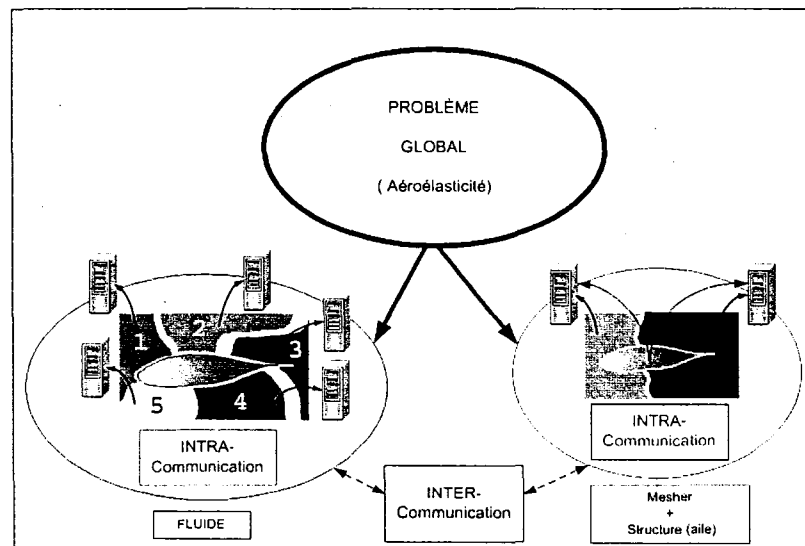 PROBLÈME
GLOBAL
( Aéroélasticité)
1
2
3
4
5
INTRA-
Communication
FLUIDE
INTER-
Communication
INTRA-
Communication
Mesher
+
Structure (aile)